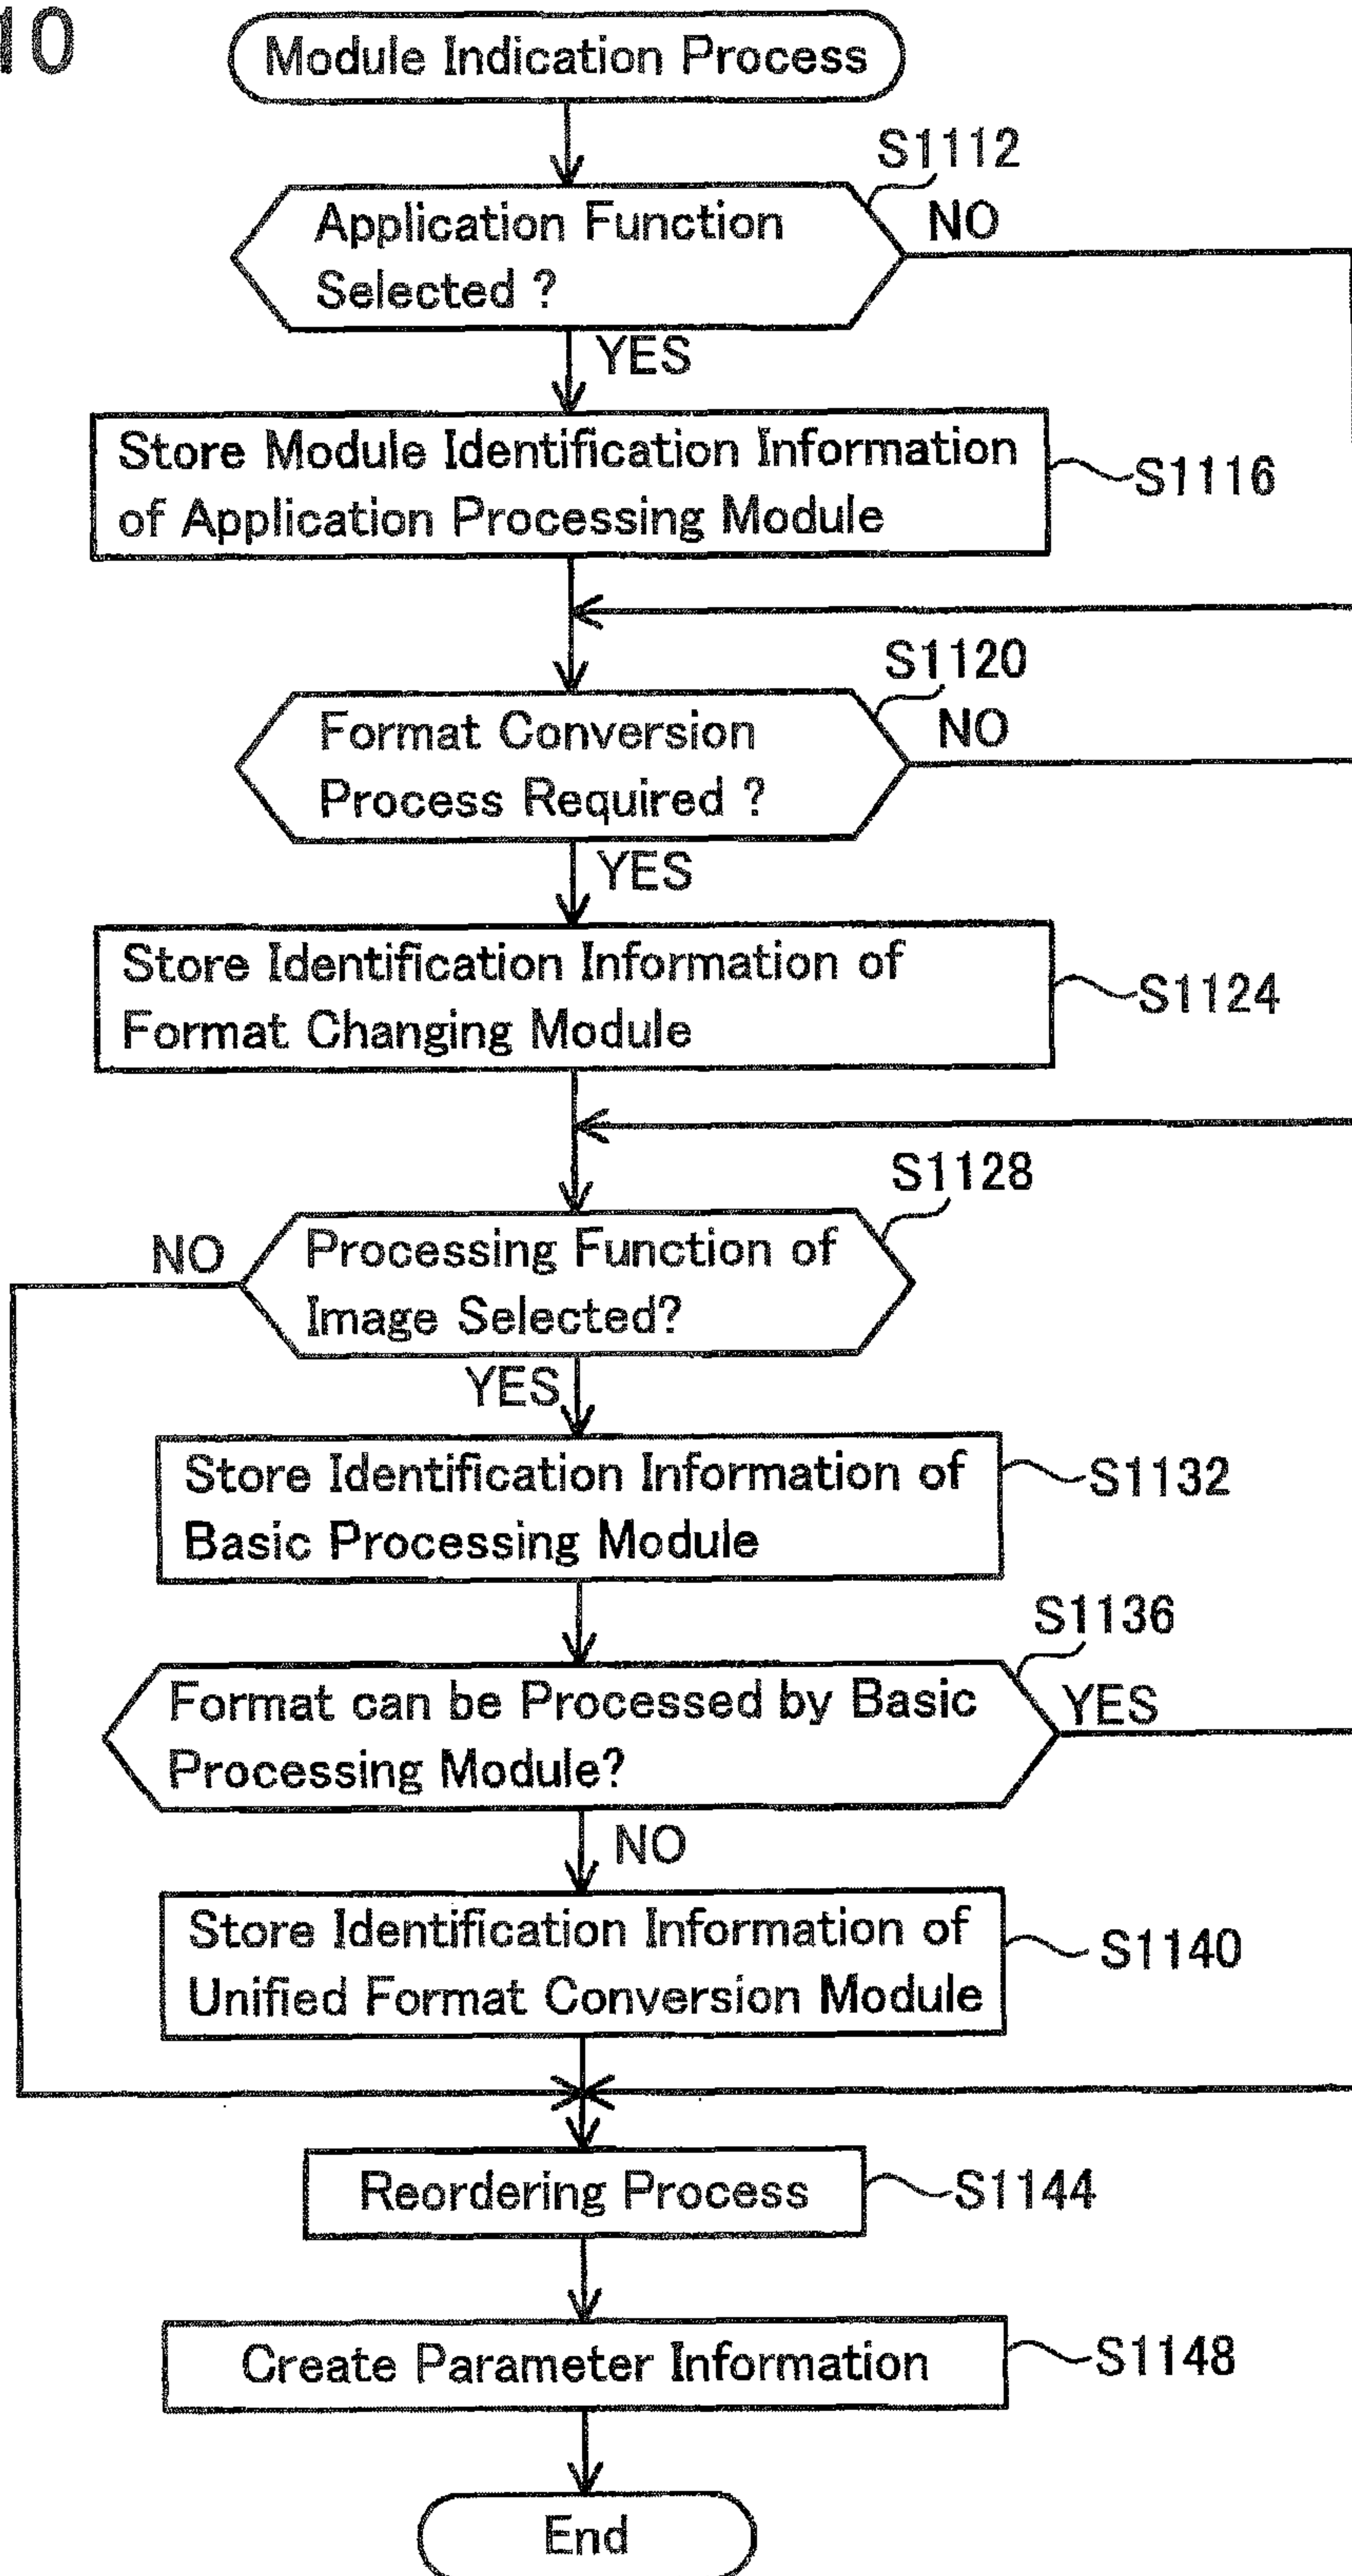 10
Module Indication Process
S1112
Application Function
Selected ?
NO
YES
Store Module Identification Information
of Application Processing Module
S1116
S1120
Format Conversion
Process Required ?
NO
YES
Store Identification Information of
Format Changing Module
S1124
S1128
NO
Processing Function of
Image Selected?
YES
Store Identification Information of
Basic Processing Module
S1132
S1136
Format can be Processed by Basic
Processing Module?
YES
NO
Store Identification Information of
Unified Format Conversion Module
S1140
Reordering Process
S1144
Create Parameter Information
S1148
End